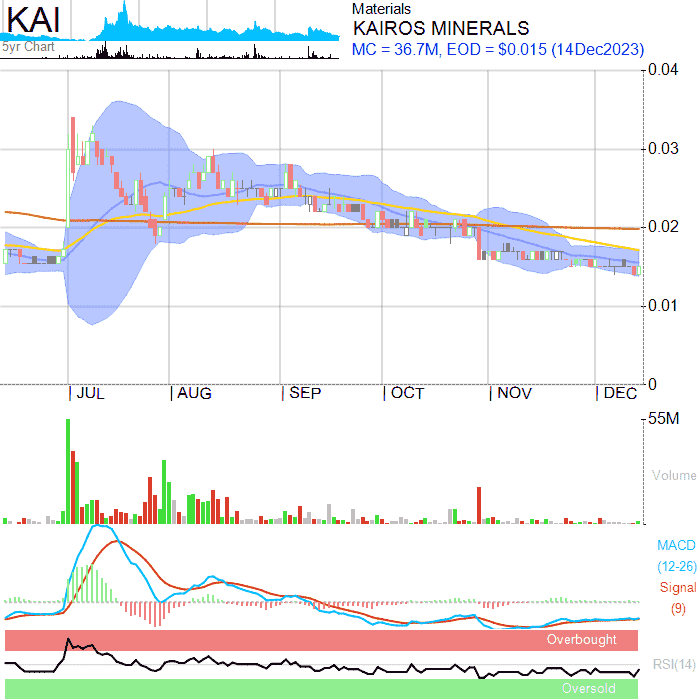 KAI
5yr Chart
Materials
KAIROS MINERALS
MC = 36.7M, EOD = $0.015 (14Dec2023)
0.04
0.03
0.02
0.01
0
JUL AUG SEP OCT NOV DEC
55M
Volume
MACD
(12-26)
Signal
(9)
Overbought
RSI(14)
Oversold